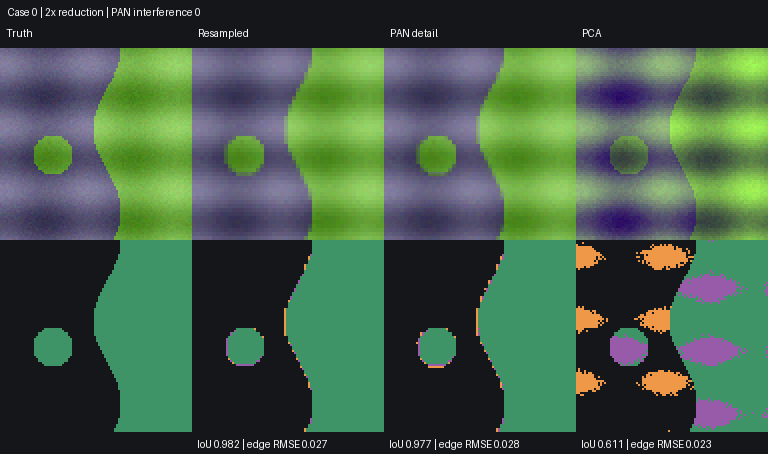 Case 0 | 2x reduction | PAN interference 0
Truth
Resampled
PAN detail
PCA
IoU 0.982 | edge RMSE 0.027
IoU 0.977 | edge RMSE 0.028
IoU 0.611 | edge RMSE 0.023